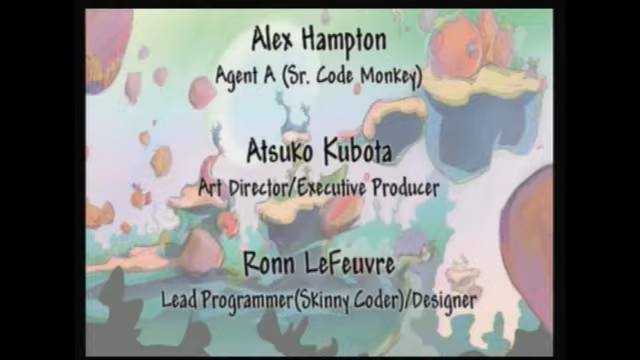 Alex Hampton
Agent A (Sr. Code Monkey)
Atsuko Kubota
Art Director/Executive Producer
Ronn LeFeuvre
Lead Programmer(Skinny Coder)/Designer